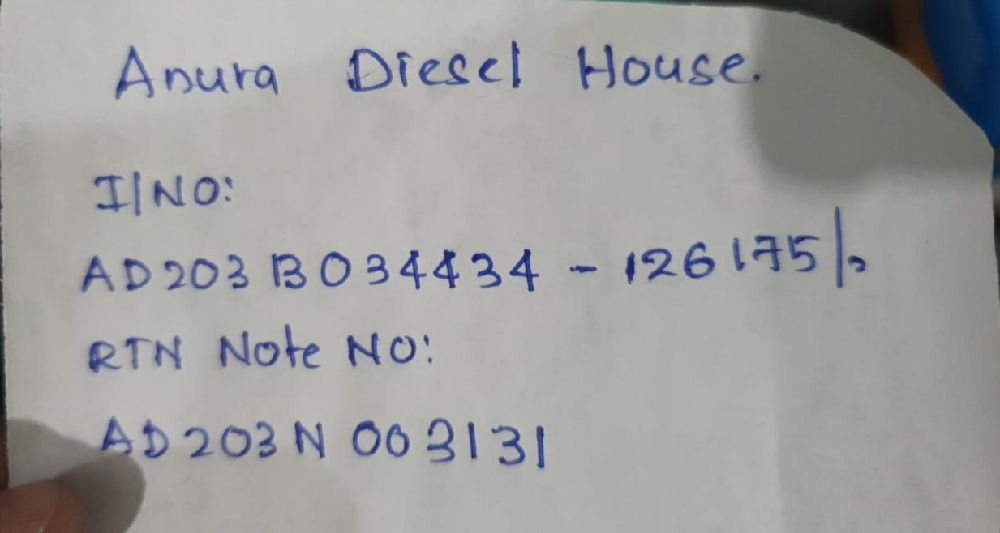 Anura Diesel House.
I/NO:
AD203B034434 - 126175/=
RTN Note NO:
AD203N 003131